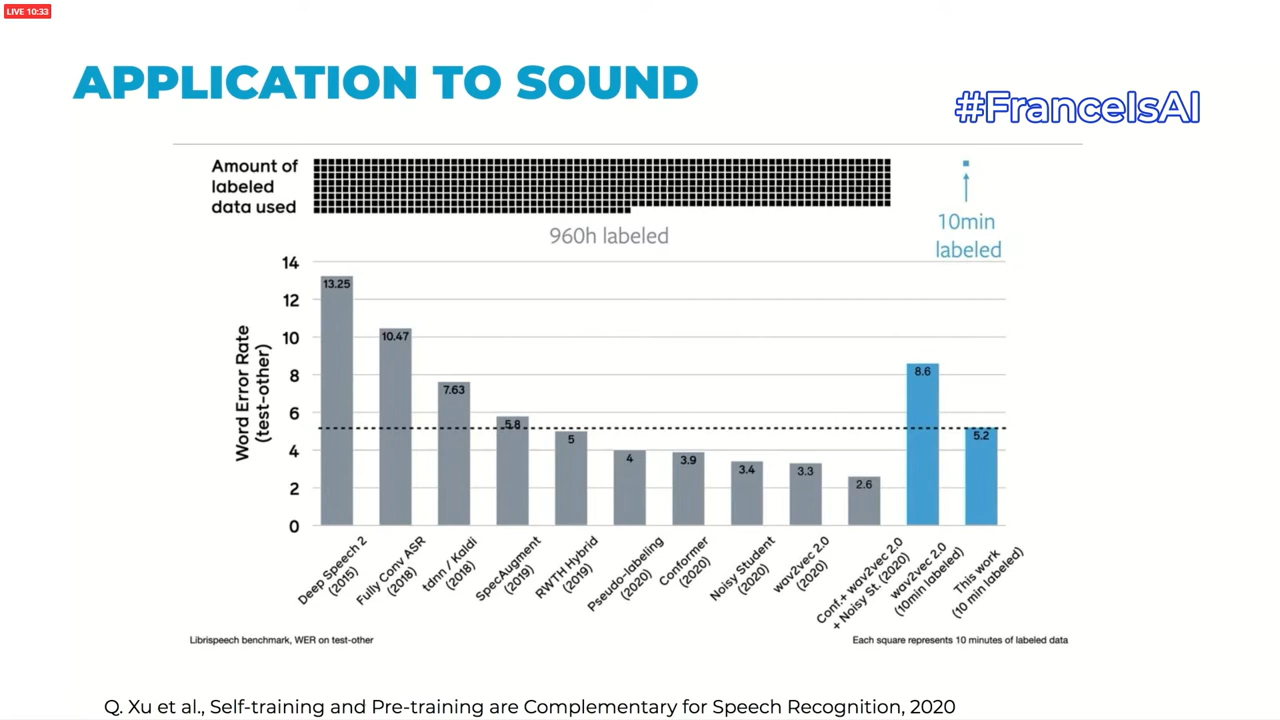 LIVE 10:33
APPLICATION TO SOUND
#FranceIsAI
Amount of
labeled
data used
960h labeled
10min
labeled
Word Error Rate
(test-other)
14
12
10
8
6
4
2
0
13.25
10.47
7.63
5.8
5
4
3.9
3.4
3.3
2.6
8.6
5.2
Deep Speech 2
(2015)
Fully Conv ASR
(2018)
tdnn / Kaldi
(2018)
SpecAugment
(2019)
RWTH Hybrid
(2019)
Pseudo-labeling
(2020)
Conformer
(2020)
Noisy Student
(2020)
wav2vec 2.0
(2020)
Conf.+ wav2vec 2.0
+ Noisy St. (2020)
wav2vec 2.0
(10min labeled)
This work
(10 min labeled)
Librispeech benchmark, WER on test-other
Each square represents 10 minutes of labeled data
Q. Xu et al., Self-training and Pre-training are Complementary for Speech Recognition, 2020